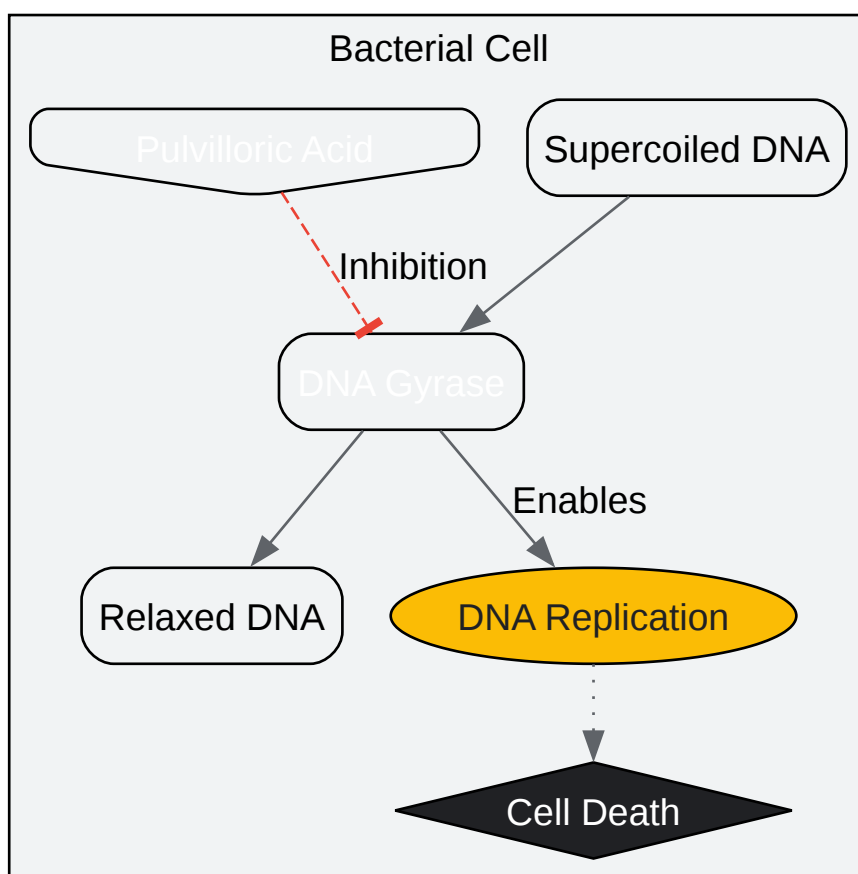 Bacterial Cell
Pulvilloric Acid
Supercoiled DNA
Inhibition
DNA Gyrase
Enables
Relaxed DNA
DNA Replication
Cell Death